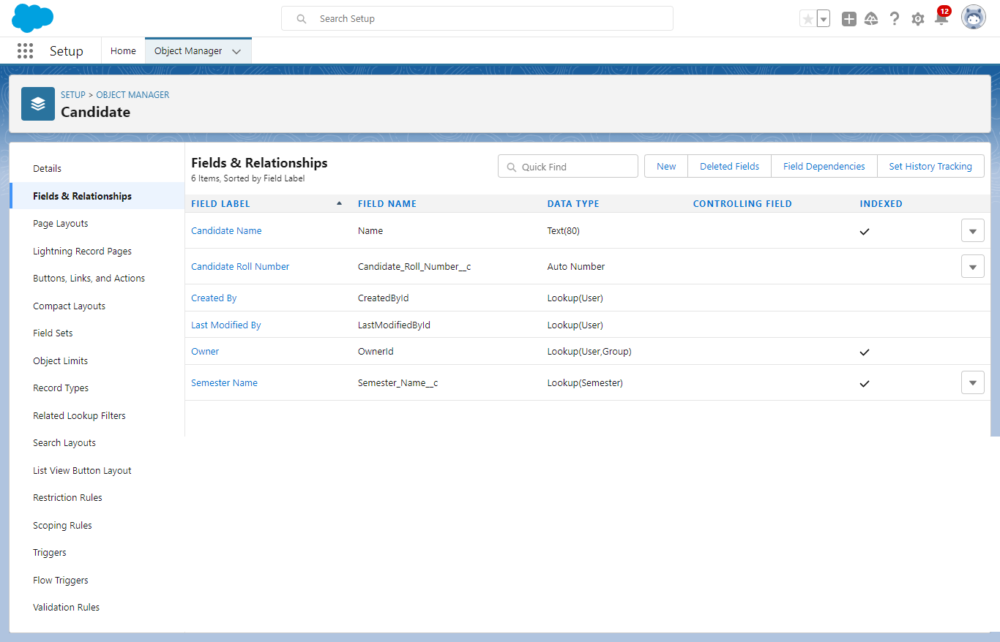 Search Setup
12
Setup
Home
Object Manager
SETUP > OBJECT MANAGER
Candidate
Details
Fields & Relationships
Page Layouts
Lightning Record Pages
Buttons, Links, and Actions
Compact Layouts
Field Sets
Object Limits
Record Types
Related Lookup Filters
Search Layouts
List View Button Layout
Restriction Rules
Scoping Rules
Triggers
Flow Triggers
Validation Rules
Fields & Relationships
6 Items, Sorted by Field Label
Quick Find
New
Deleted Fields
Field Dependencies
Set History Tracking
FIELD LABEL FIELD NAME DATA TYPE CONTROLLING FIELD INDEXED
Candidate Name Name Text(80)
Candidate Roll Number Candidate_Roll_Number__c Auto Number
Created By CreatedById Lookup(User)
Last Modified By LastModifiedById Lookup(User)
Owner OwnerId Lookup(User,Group)
Semester Name Semester_Name__c Lookup(Semester)